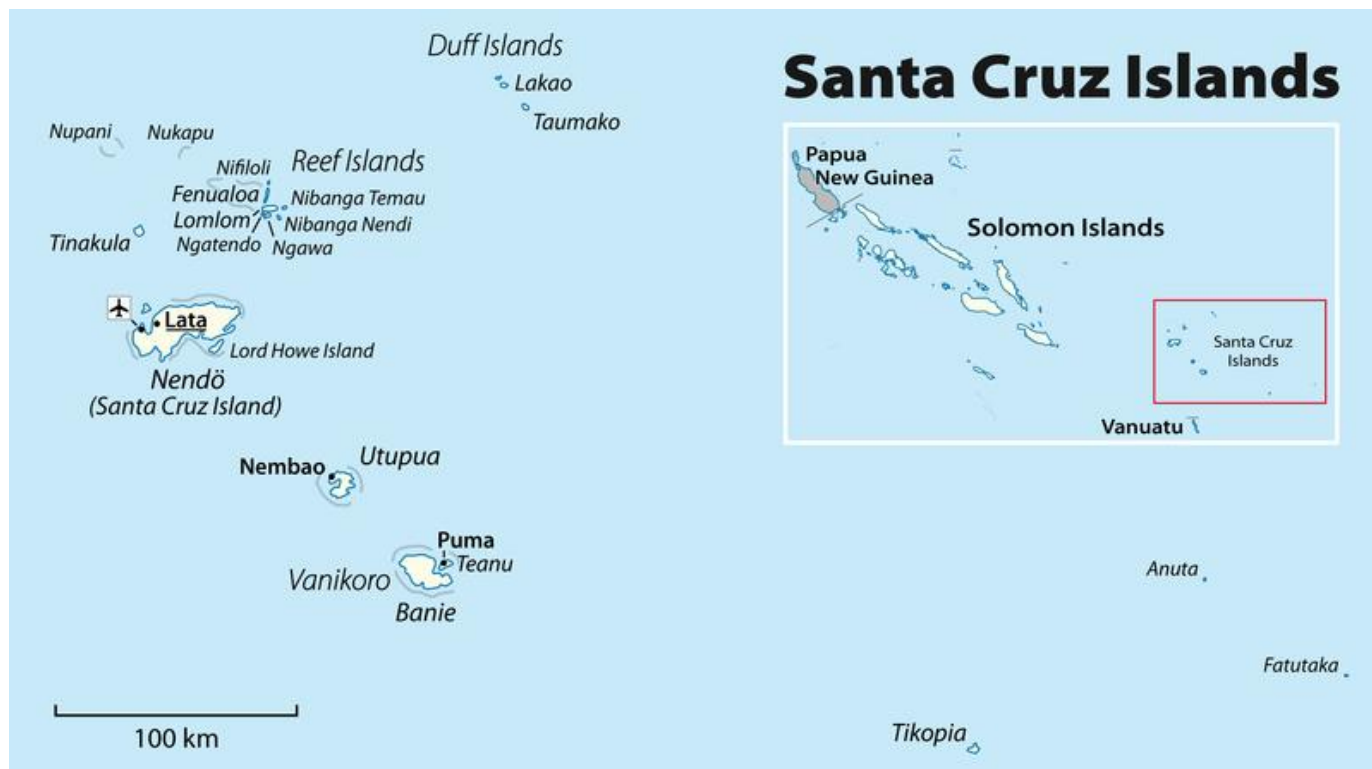 Santa Cruz Islands
Duff Islands
Lakao
Taumako
Nupani
Nukapu
Nifiloli
Reef Islands
Fenualoa
Nibanga Temau
Lomlom
Nibanga Nendi
Ngatendo
Ngawa
Tinakula
Lata
Lord Howe Island
Nendö
(Santa Cruz Island)
Nembao
Utupua
Puma
Teanu
Vanikoro
Banie
100 km
Papua
New Guinea
Solomon Islands
Santa Cruz
Islands
Vanuatu
Anuta
Fatutaka
Tikopia